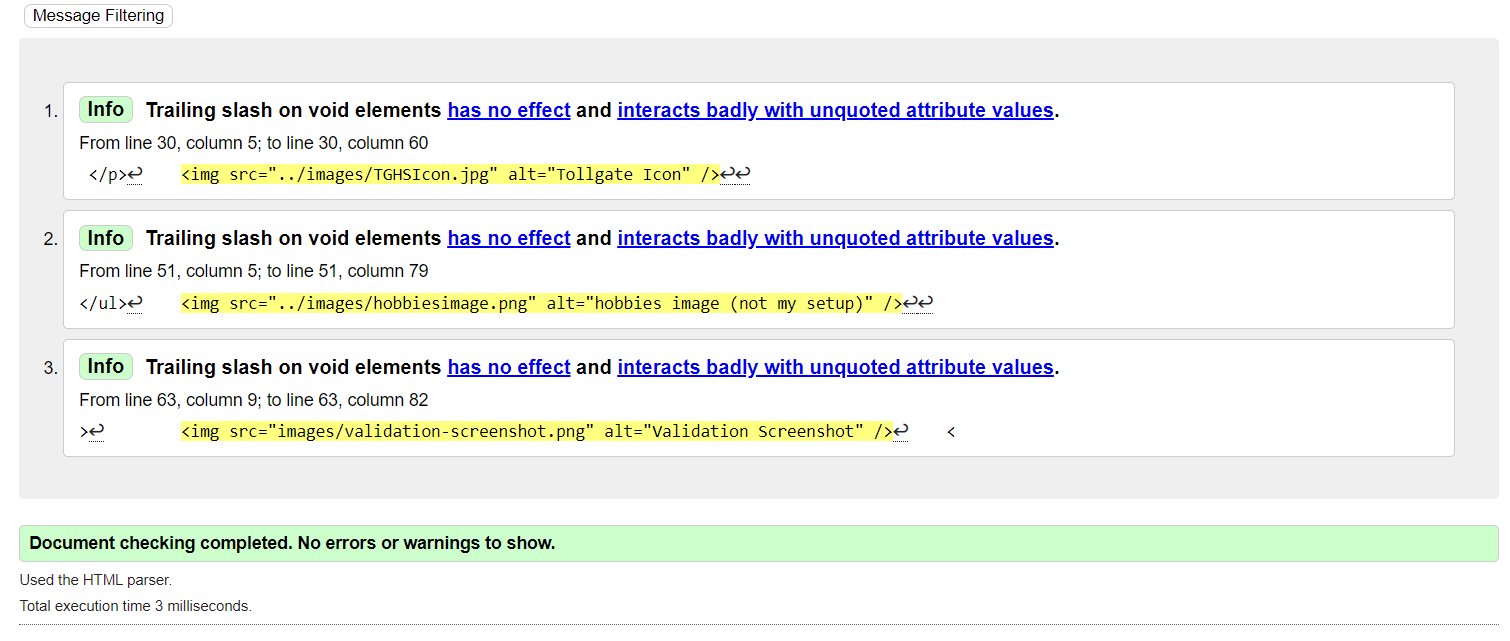 Message Filtering
1. Info Trailing slash on void elements has no effect and interacts badly with unquoted attribute values.
From line 30, column 5; to line 30, column 60
</p>↩ <img src="../images/TGHSIcon.jpg" alt="Tollgate Icon" />↩↩
2. Info Trailing slash on void elements has no effect and interacts badly with unquoted attribute values.
From line 51, column 5; to line 51, column 79
</ul>↩ <img src="../images/hobbiesimage.png" alt="hobbies image (not my setup)" />↩↩
3. Info Trailing slash on void elements has no effect and interacts badly with unquoted attribute values.
From line 63, column 9; to line 63, column 82
>↩ <img src="images/validation-screenshot.png" alt="Validation Screenshot" />↩ <
Document checking completed. No errors or warnings to show.
Used the HTML parser.
Total execution time 3 milliseconds.